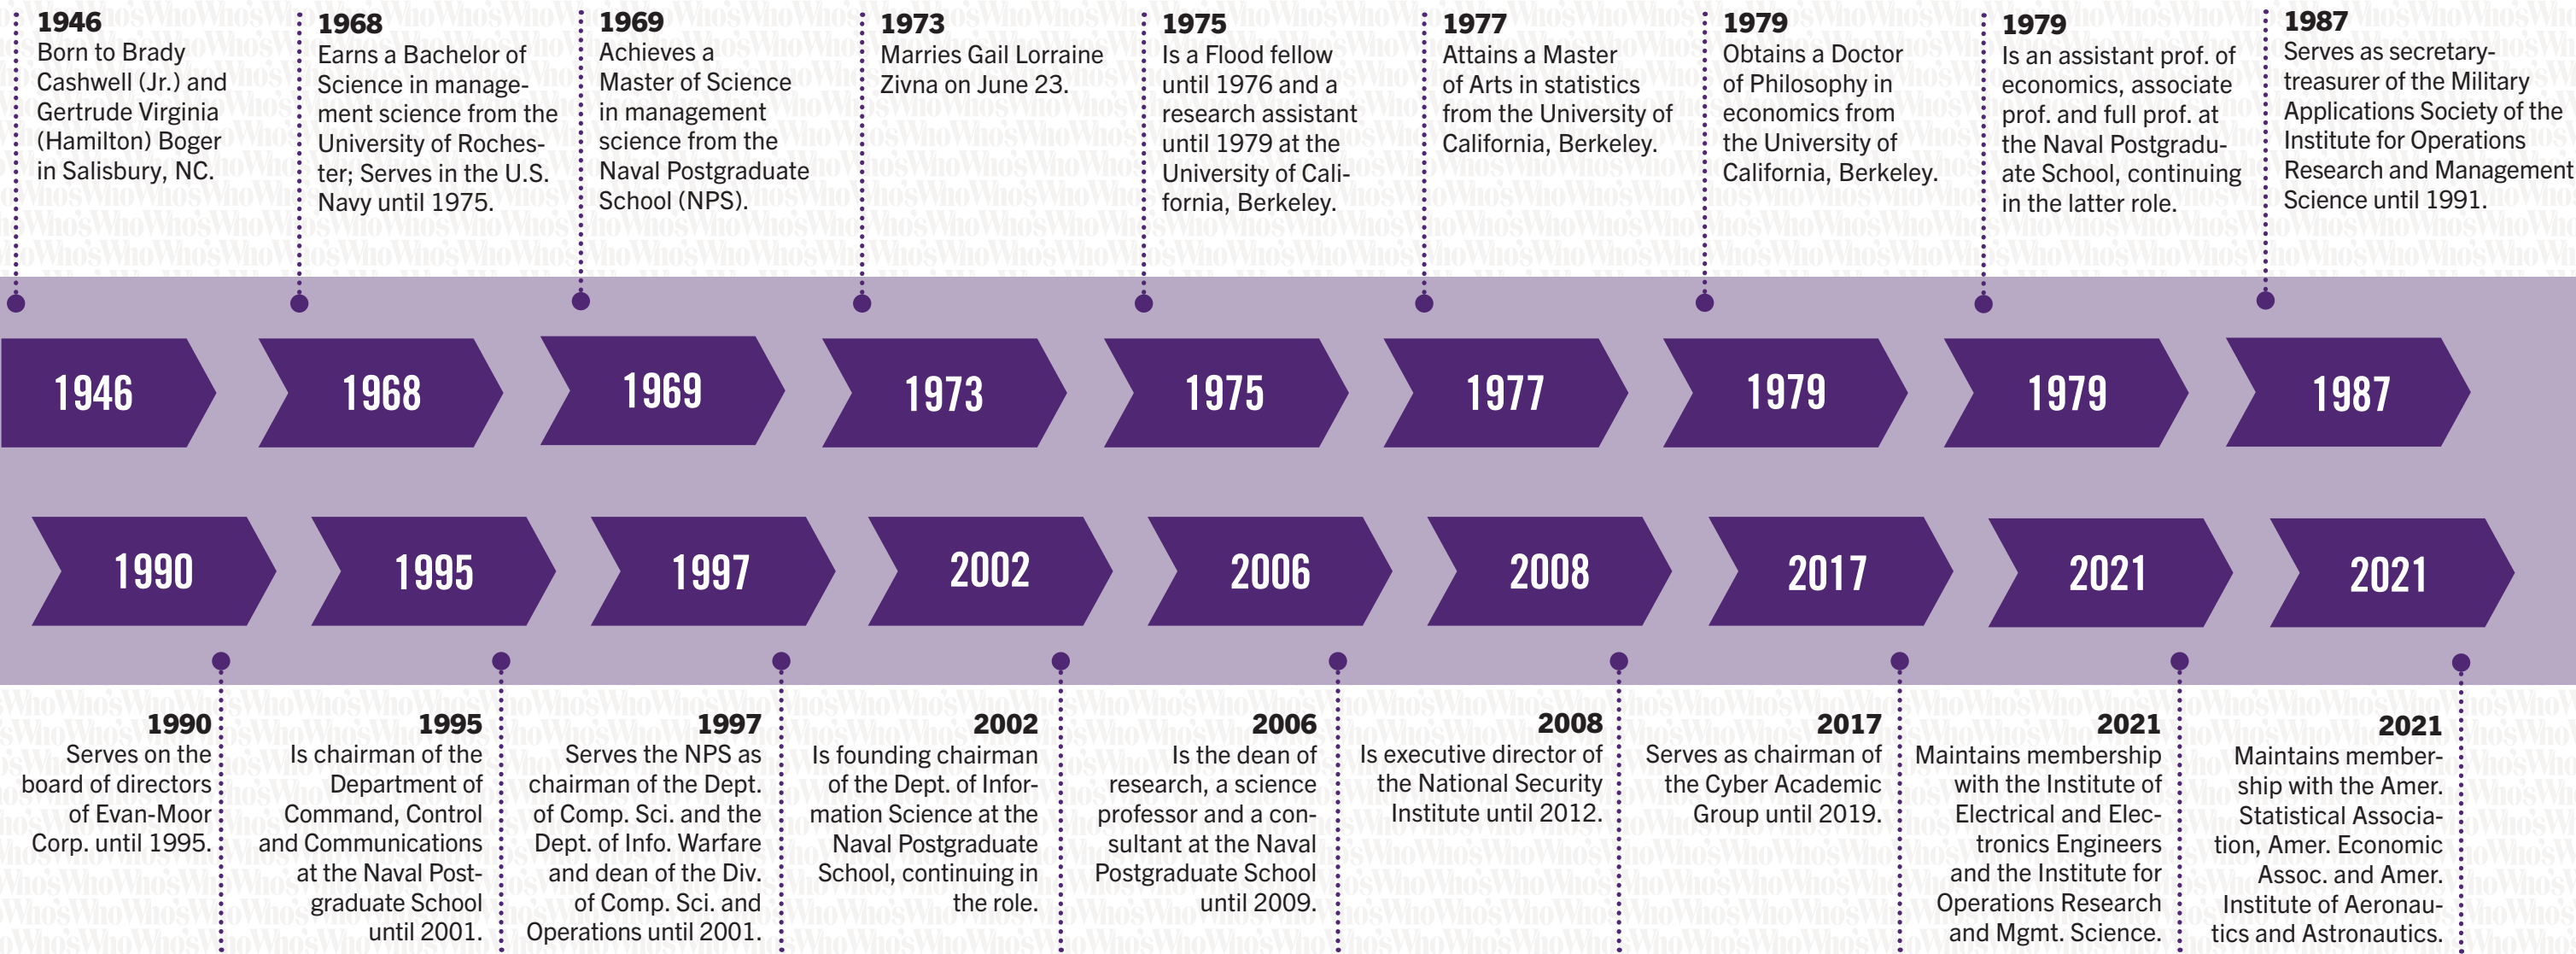 1946
Born to Brady
Cashwell (Jr.) and
Gertrude Virginia
(Hamilton) Boger
in Salisbury, NC.
1968
Earns a Bachelor of
Science in manage-
ment science from the
University of Roches-
ter; Serves in the U.S.
Navy until 1975.
1969
Achieves a
Master of Science
in management
science from the
Naval Postgraduate
School (NPS).
1973
Marries Gail Lorraine
Zivna on June 23.
1975
Is a Flood fellow
until 1976 and a
research assistant
until 1979 at the
University of Cali-
fornia, Berkeley.
1977
Attains a Master
of Arts in statistics
from the University of
California, Berkeley.
1979
Obtains a Doctor
of Philosophy in
economics from
the University of
California, Berkeley.
1979
Is an assistant prof. of
economics, associate
prof. and full prof. at
the Naval Postgradu-
ate School, continuing
in the latter role.
1987
Serves as secretary-
treasurer of the Military
Applications Society of the
Institute for Operations
Research and Management
Science until 1991.
1946
1968
1969
1973
1975
1977
1979
1979
1987
1990
1995
1997
2002
2006
2008
2017
2021
2021
1990
Serves on the
board of directors
of Evan-Moor
Corp. until 1995.
1995
Is chairman of the
Department of
Command, Control
and Communications
at the Naval Post-
graduate School
until 2001.
1997
Serves the NPS as
chairman of the Dept.
of Comp. Sci. and the
Dept. of Info. Warfare
and dean of the Div.
of Comp. Sci. and
Operations until 2001.
2002
Is founding chairman
of the Dept. of Infor-
mation Science at the
Naval Postgraduate
School, continuing in
the role.
2006
Is the dean of
research, a science
professor and a con-
sultant at the Naval
Postgraduate School
until 2009.
2008
Is executive director of
the National Security
Institute until 2012.
2017
Serves as chairman of
the Cyber Academic
Group until 2019.
2021
Maintains membership
with the Institute of
Electrical and Elec-
tronics Engineers
and the Institute for
Operations Research
and Mgmt. Science.
2021
Maintains member-
ship with the Amer.
Statistical Associa-
tion, Amer. Economic
Assoc. and Amer.
Institute of Aeronau-
tics and Astronautics.